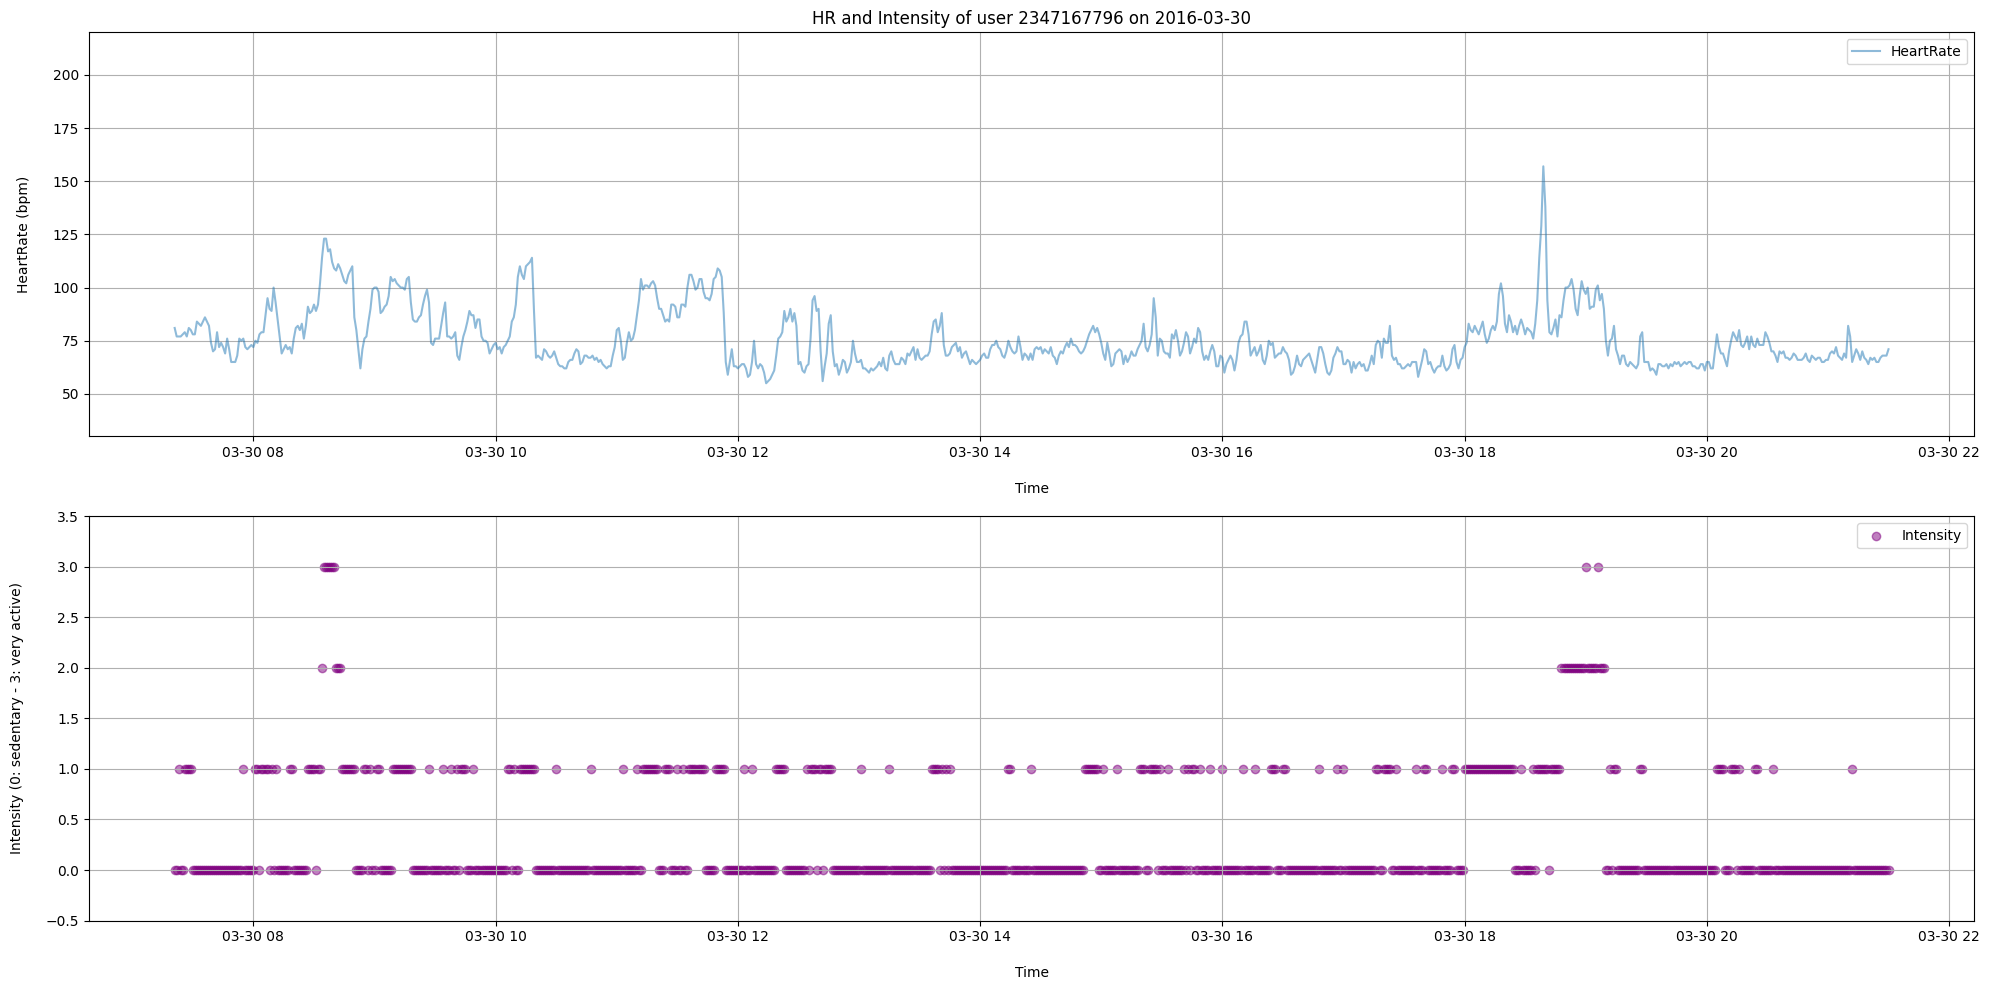 HR and Intensity of user 2347167796 on 2016-03-30
HeartRate
200
175
150
125
100
75
50
HeartRate (bpm)
03-30 08 03-30 10 03-30 12 03-30 14 03-30 16 03-30 18 03-30 20 03-30 22
Time
Intensity
3.5
3.0
2.5
2.0
1.5
1.0
0.5
0.0
−0.5
Intensity (0: sedentary - 3: very active)
03-30 08 03-30 10 03-30 12 03-30 14 03-30 16 03-30 18 03-30 20 03-30 22
Time